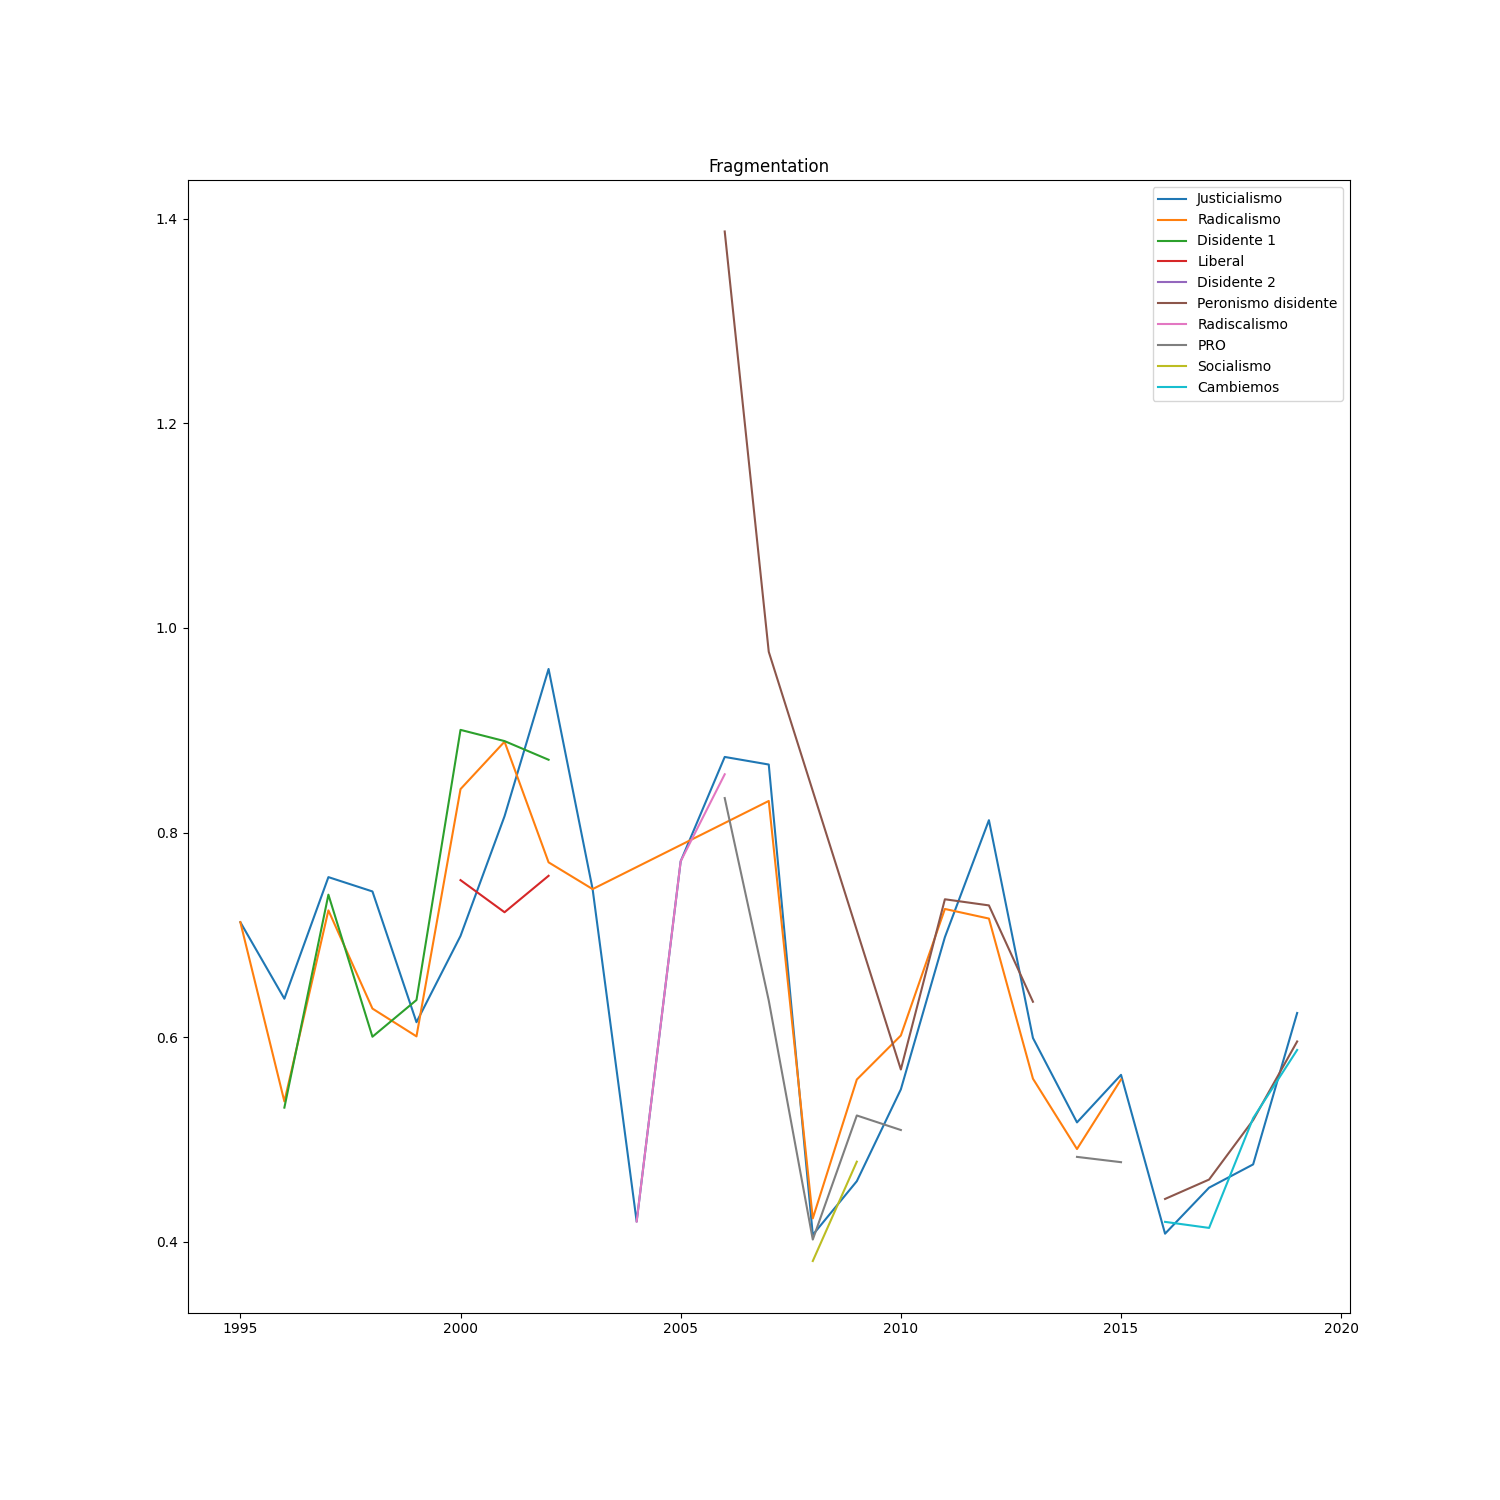 Fragmentation
1.4
1.2
1.0
0.8
0.6
0.4
1995
2000
2005
2010
2015
2020
Justicialismo
Radicalismo
Disidente 1
Liberal
Disidente 2
Peronismo disidente
Radiscalismo
PRO
Socialismo
Cambiemos